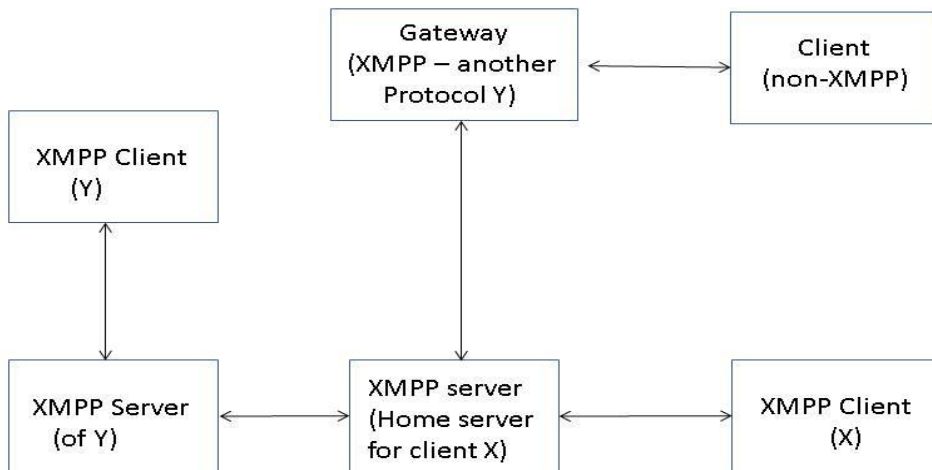 Gateway
(XMPP – another
Protocol Y)
Client
(non-XMPP)
XMPP Client
(Y)
XMPP Server
(of Y)
XMPP server
(Home server
for client X)
XMPP Client
(X)